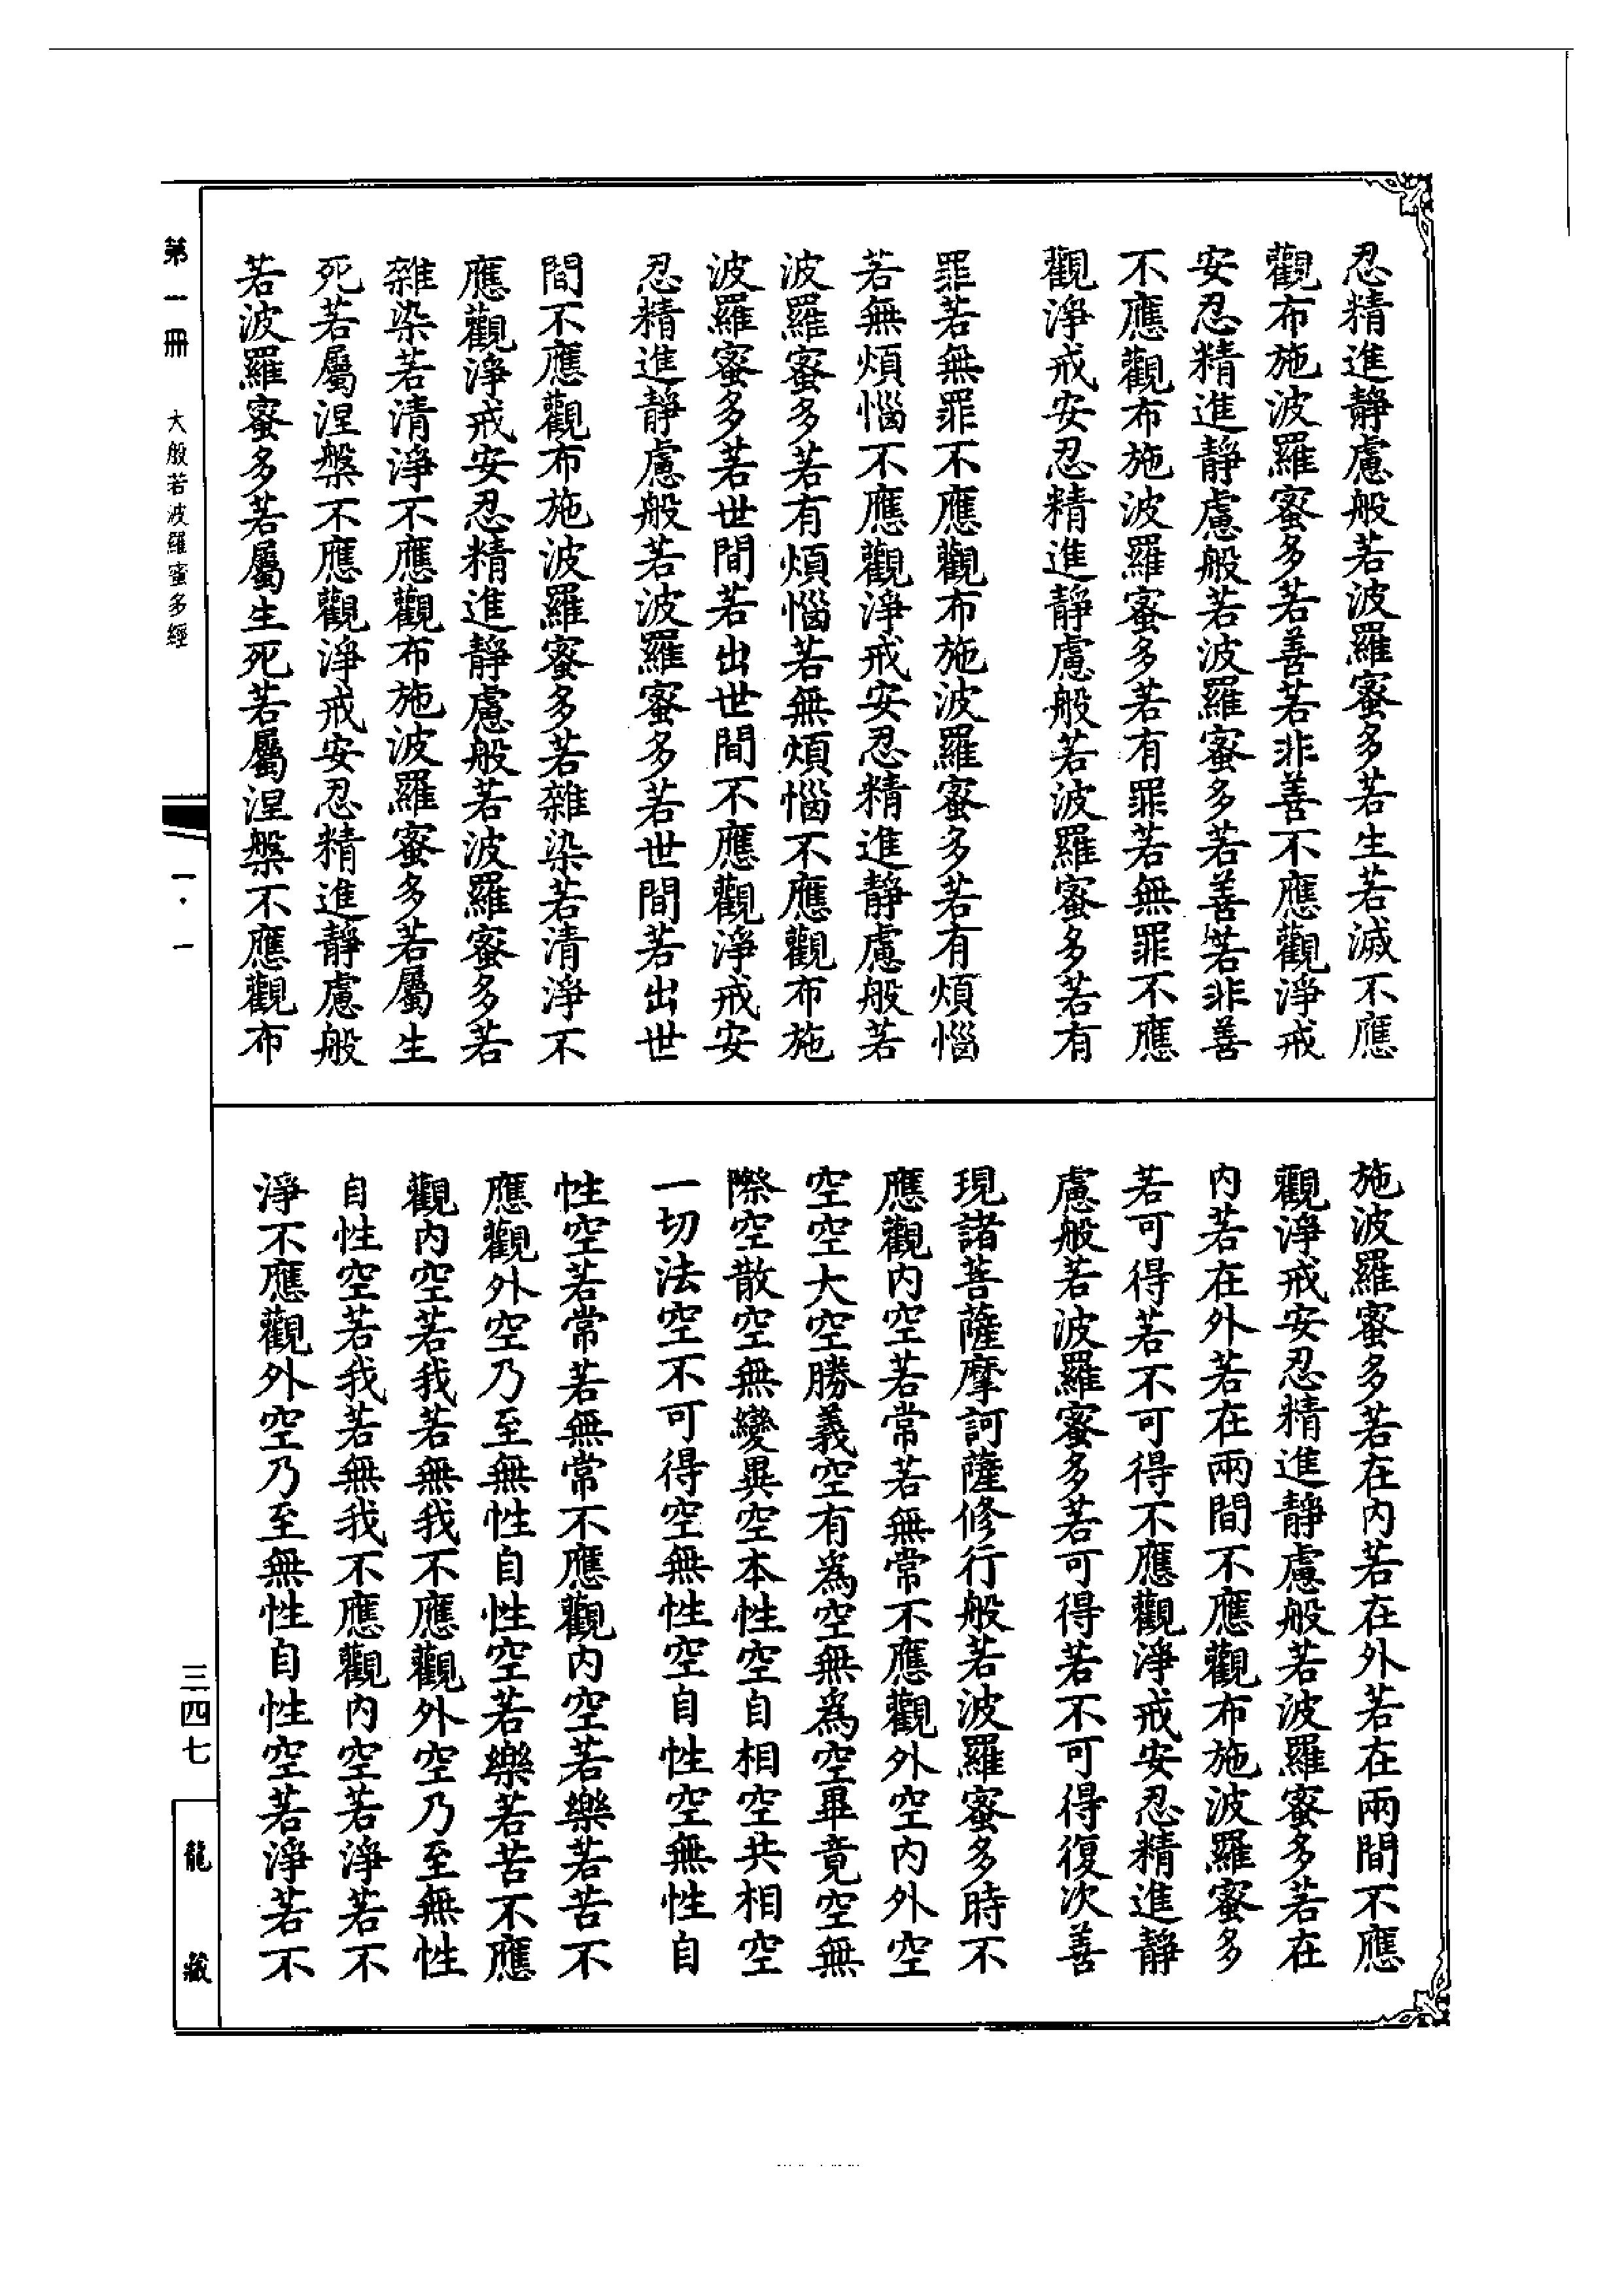 忍精進靜慮般若波羅蜜多若生若滅不應
觀布施波羅蜜多若善若非善不應觀淨戒
安忍精進靜慮般若波羅蜜多若善若非善
不應觀布施波羅蜜多若有罪若無罪不應
觀淨戒安忍精進靜慮般若波羅蜜多若有
罪若無罪不應觀布施波羅蜜多若有煩惱
若無煩惱不應觀淨戒安忍精進靜慮般若
波羅蜜多若有煩惱若無煩惱不應觀布施
波羅蜜多若世間若出世間不應觀淨戒安
忍精進靜慮般若波羅蜜多若世間若出世
間不應觀布施波羅蜜多若雜染若清淨不
應觀淨戒安忍精進靜慮般若波羅蜜多若
雜染若清淨不應觀布施波羅蜜多若屬生
死若屬涅槃不應觀淨戒安忍精進靜慮般
若波羅蜜多若屬生死若屬涅槃不應觀布
施波羅蜜多若在內若在外若在兩間不應
觀淨戒安忍精進靜慮般若波羅蜜多若在
內若在外若在兩間不應觀布施波羅蜜多
若可得若不可得不應觀淨戒安忍精進靜
慮般若波羅蜜多若可得若不可得復次善
現諸菩薩摩訶薩修行般若波羅蜜多時不
應觀內空若常若無常不應觀外空內外空
空空大空勝義空有為空無為空畢竟空無
際空散空無變異空本性空自相空共相空
一切法空不可得空無性空自性空無性自
性空若常若無常不應觀內空若樂若苦不
應觀外空乃至無性自性空若樂若苦不應
觀內空若我若無我不應觀外空乃至無性
自性空若我若無我不應觀內空若淨若不
淨不應觀外空乃至無性自性空若淨若不
第一冊 大般若波羅蜜多經
一·一
三四七
龍藏